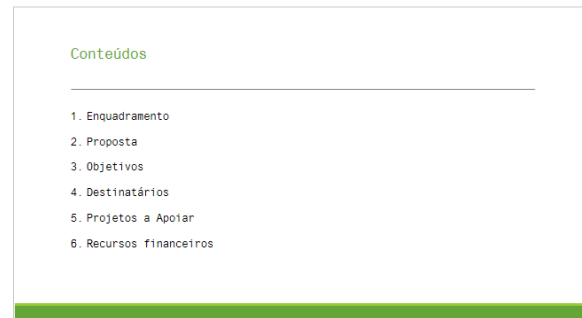 Conteúdos
1. Enquadramento
2. Proposta
3. Objetivos
4. Destinatários
5. Projetos a Apoiar
6. Recursos financeiros